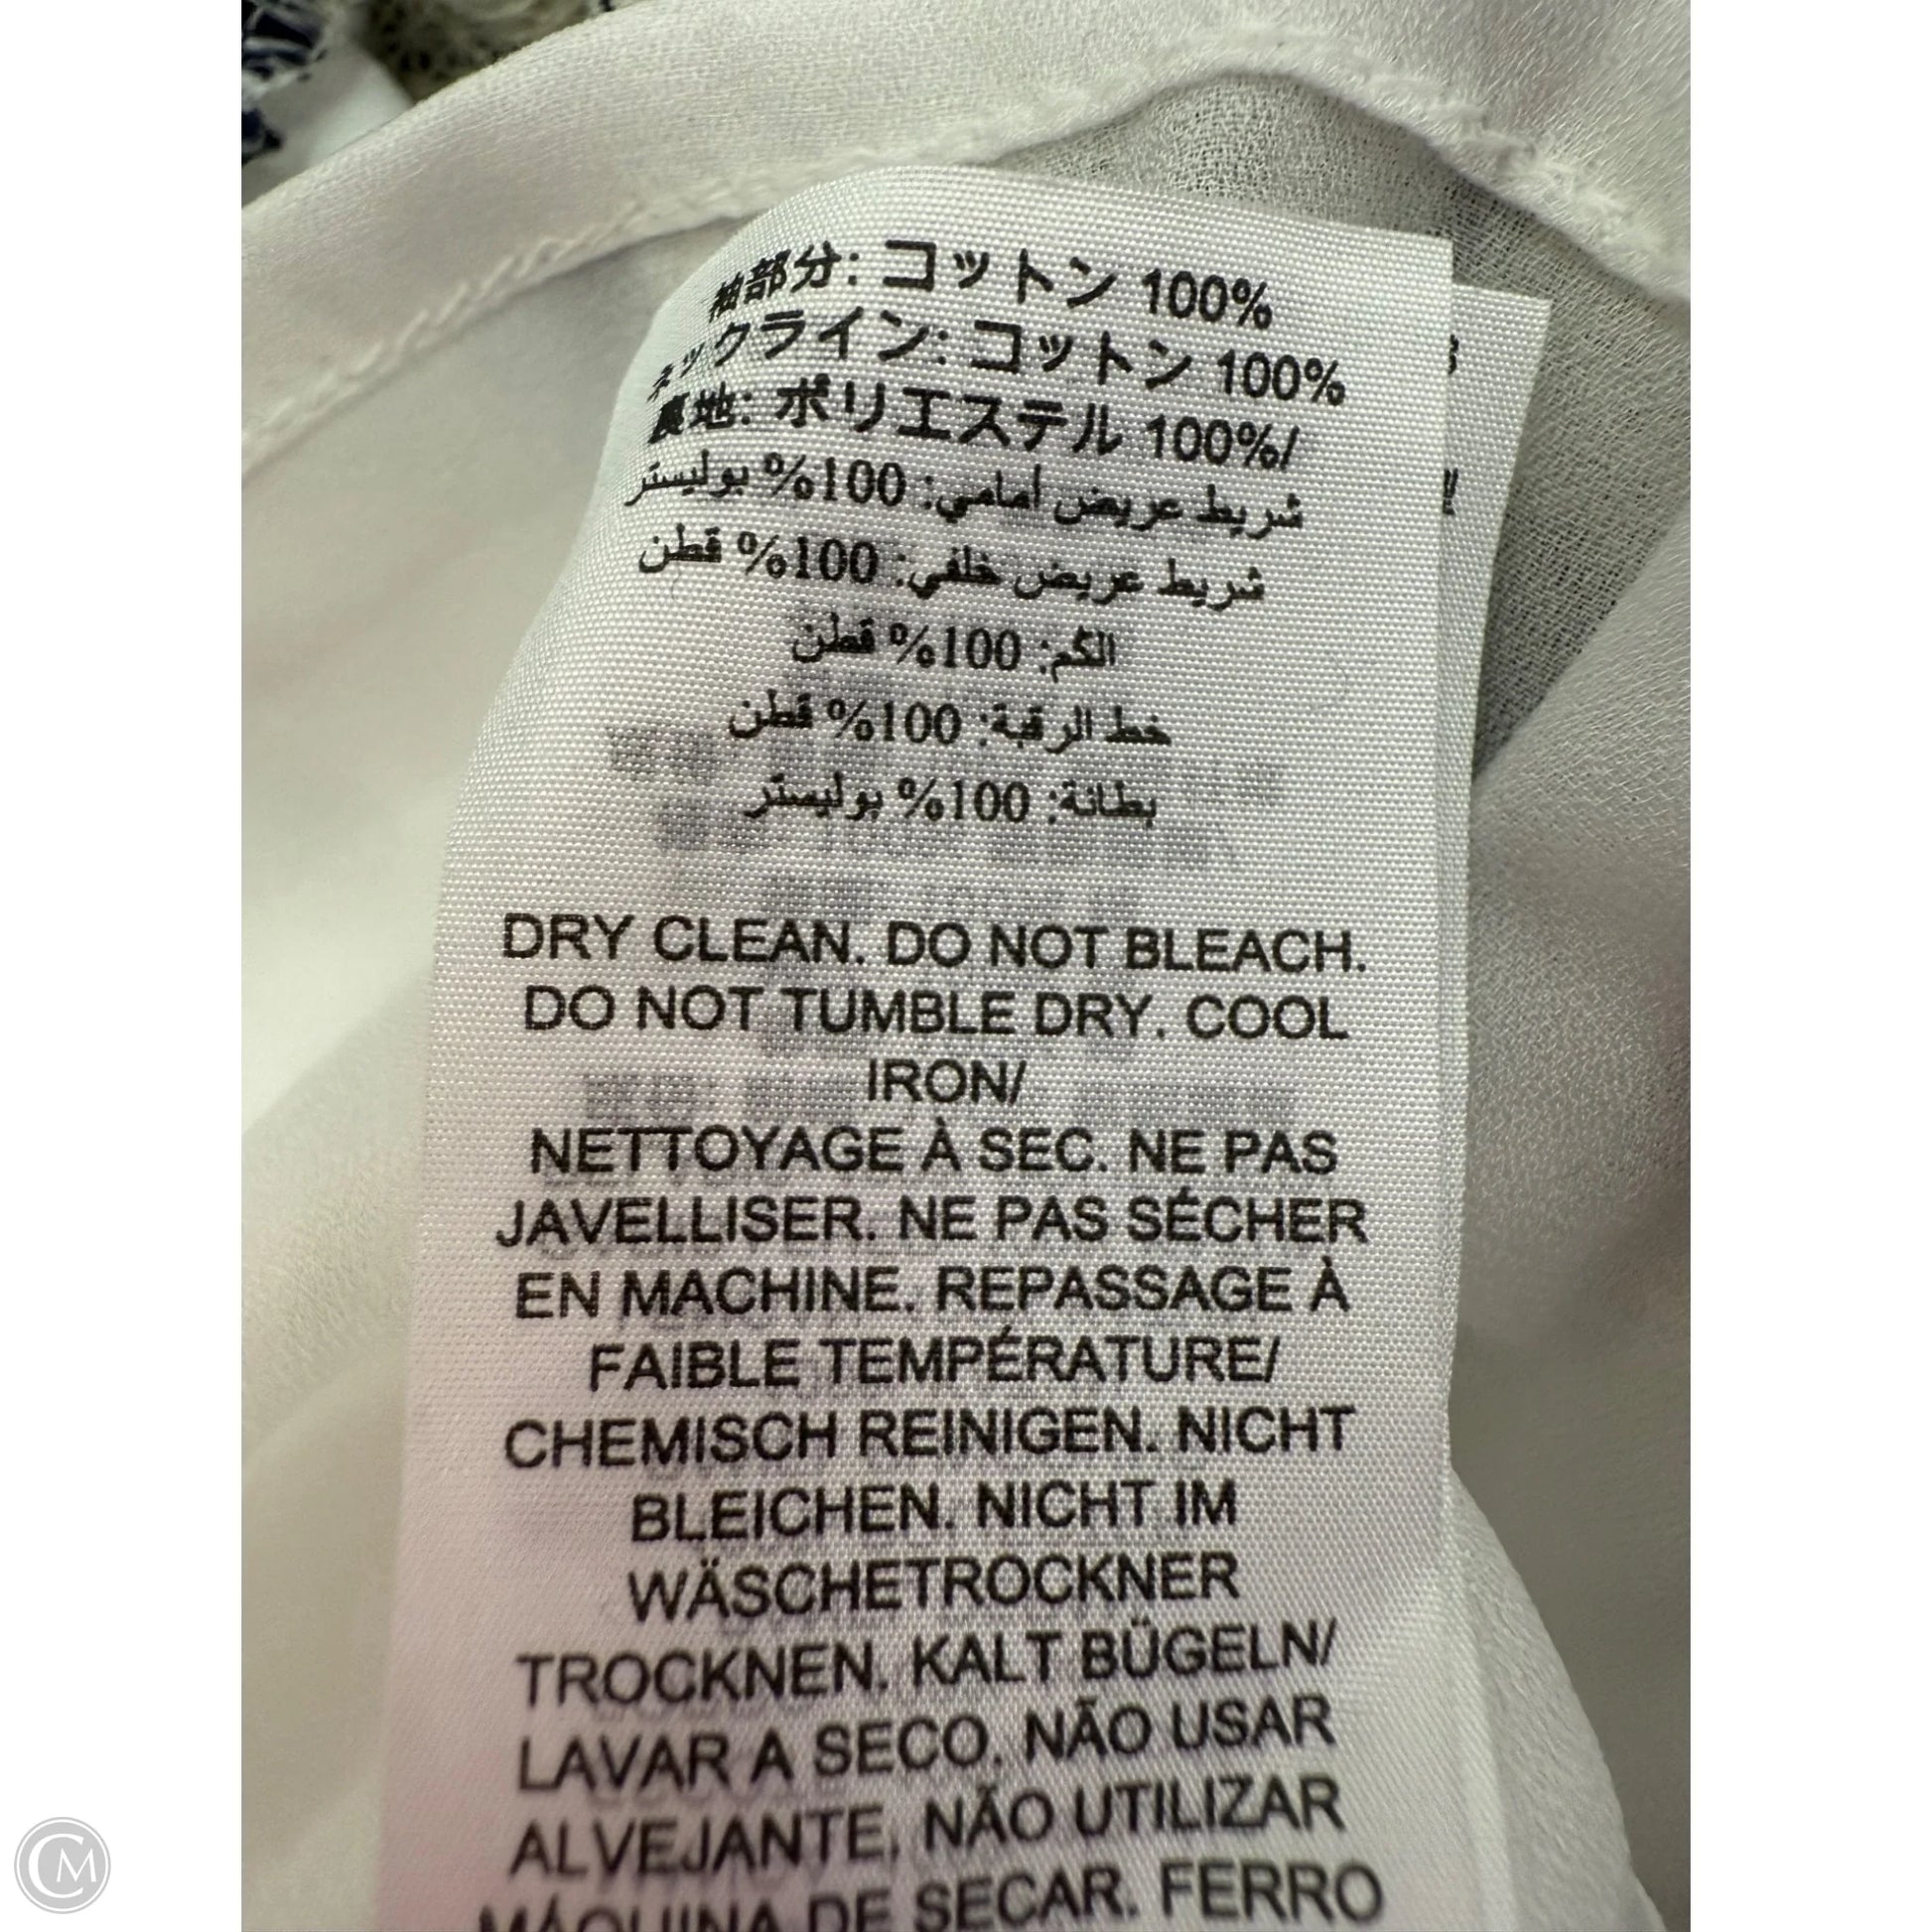 袖部分: コットン 100%
ネックライン: コットン 100%
裏地: ポリエステル 100%/
شريط عريض أمامي: 100% بوليستر
شريط عريض خلفي: 100% قطن
الكم: 100% قطن
خط الرقبة: 100% قطن
بطانة: 100% بوليستر
DRY CLEAN. DO NOT BLEACH.
DO NOT TUMBLE DRY. COOL
IRON/
NETTOYAGE À SEC. NE PAS
JAVELLISER. NE PAS SÉCHER
EN MACHINE. REPASSAGE À
FAIBLE TEMPÉRATURE/
CHEMISCH REINIGEN. NICHT
BLEICHEN. NICHT IM
WÄSCHETROCKNER
TROCKNEN. KALT BÜGELN/
LAVAR A SECO. NÃO USAR
ALVEJANTE. NÃO UTILIZAR
MÁQUINA DE SECAR. FERRO
CM